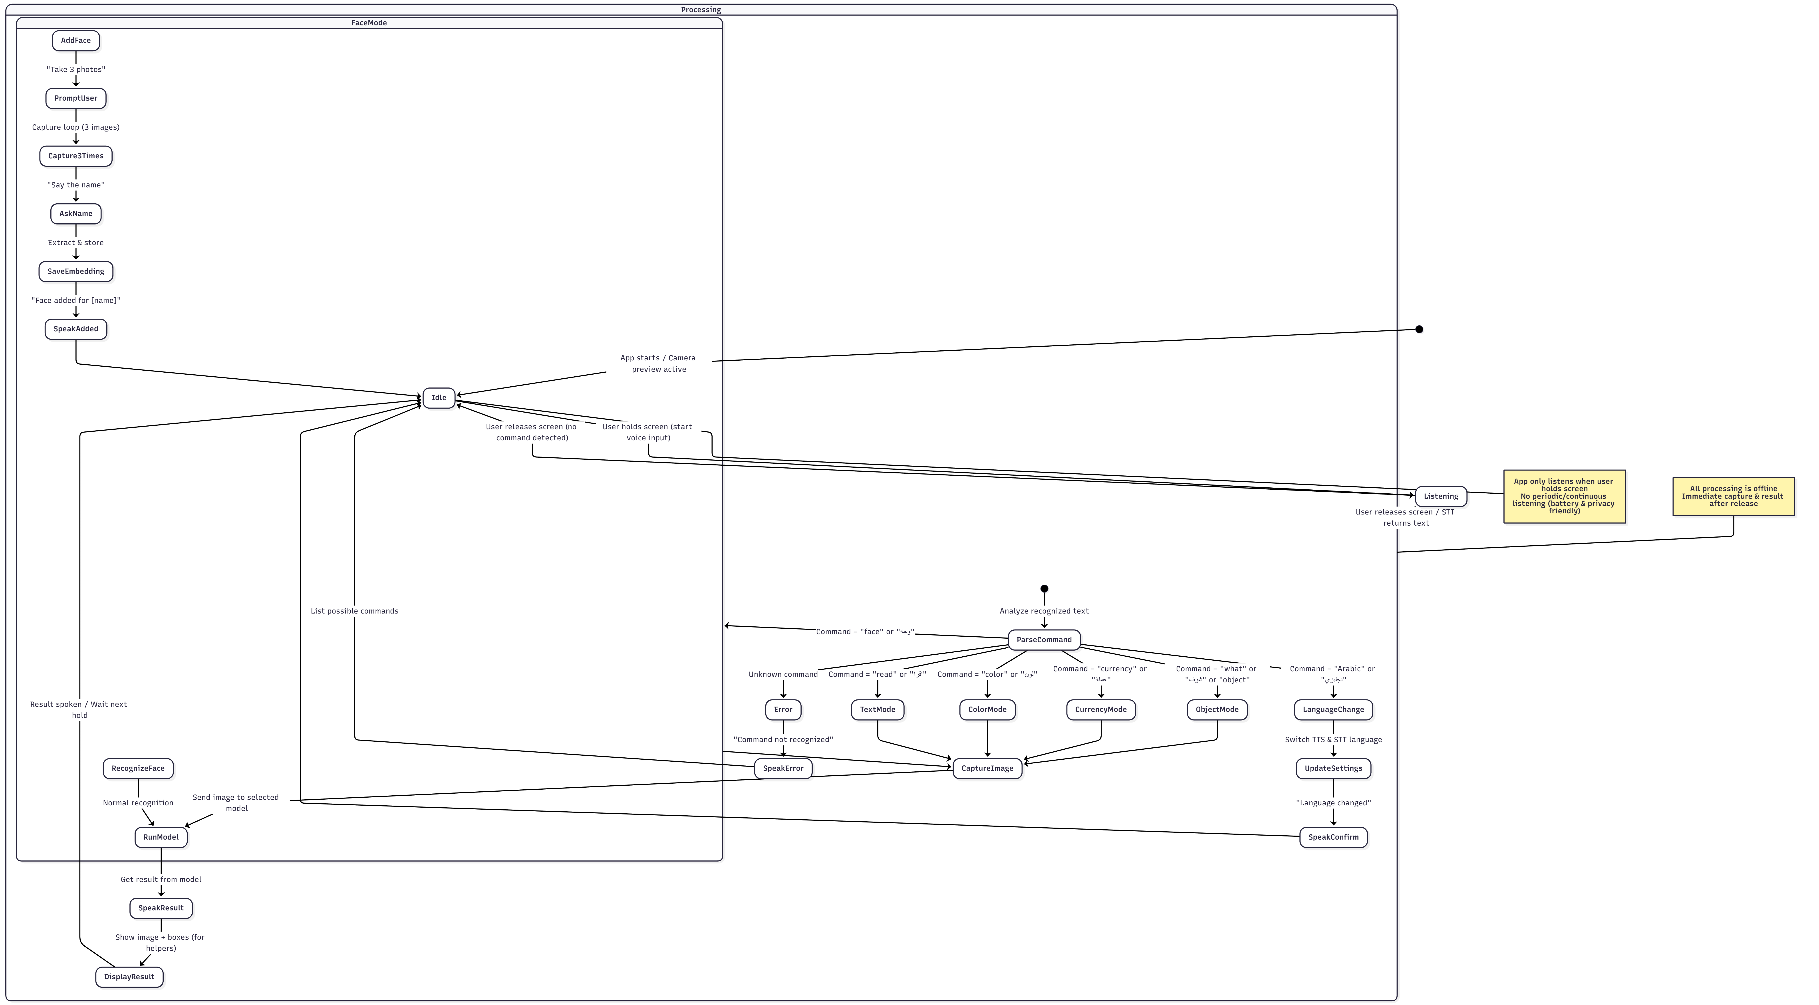 Processing
FaceMode
AddFace
"Take 3 photos"
PromptUser
Capture loop (3 images)
Capture3Times
"Say the name"
AskName
Extract & store
SaveEmbedding
"Face added for [name]"
SpeakAdded
App starts / Camera
preview active
Idle
User releases screen (no
command detected)
User holds screen (start
voice input)
Listening
User releases screen / STT
returns text
App only listens when user
holds screen
No periodic/continuous
listening (battery & privacy
friendly)
All processing is offline
Immediate capture & result
after release
List possible commands
Analyze recognized text
ParseCommand
Command = "face" or
Unknown command
Command = "read" or
Command = "color" or
Command = "currency" or
Command = "what" or
or "object"
Command = "Arabic" or
Error
TextMode
ColorMode
CurrencyMode
ObjectMode
LanguageChange
Result spoken / Wait next
hold
"Command not recognized"
Switch TTS & STT language
RecognizeFace
SpeakError
CaptureImage
UpdateSettings
Normal recognition
Send image to selected
model
"Language changed"
RunModel
SpeakConfirm
Get result from model
SpeakResult
Show image + boxes (for
helpers)
DisplayResult